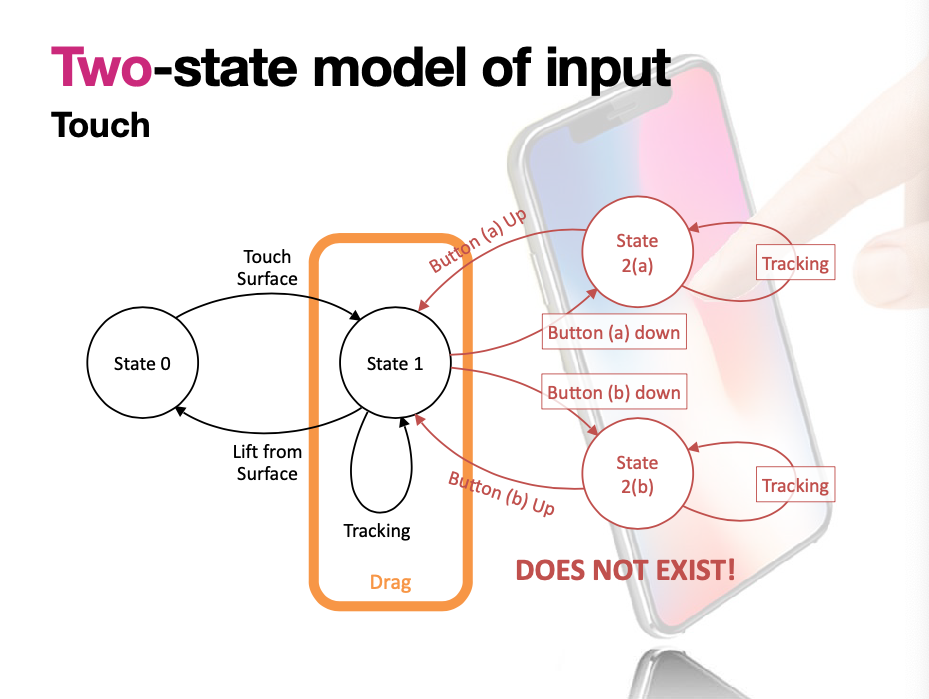 Two-state model of input
Touch
Touch
Surface
State 0
Lift from
Surface
State 1
Tracking
Drag
Button (a) Up
State
2(a)
Tracking
Button (a) down
Button (b) down
State
2(b)
Tracking
Button (b) Up
DOES NOT EXIST!